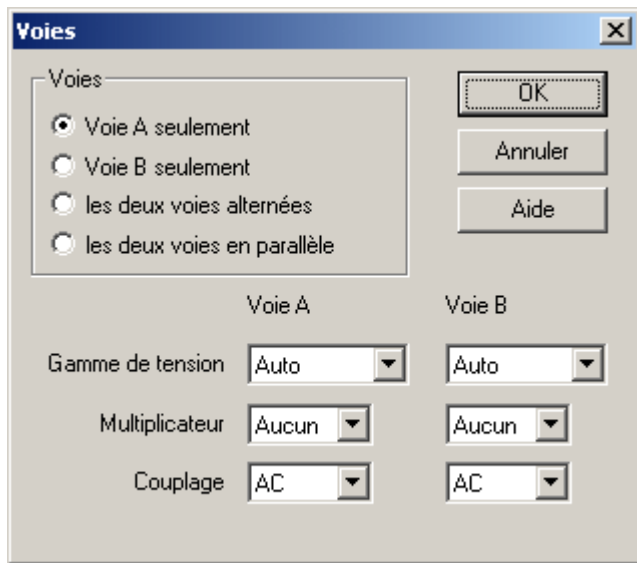 Voies
Voies
Voie A seulement
Voie B seulement
les deux voies alternées
les deux voies en parallèle
OK
Annuler
Aide
Voie A Voie B
Gamme de tension Auto Auto
Multiplicateur Aucun Aucun
Couplage AC AC